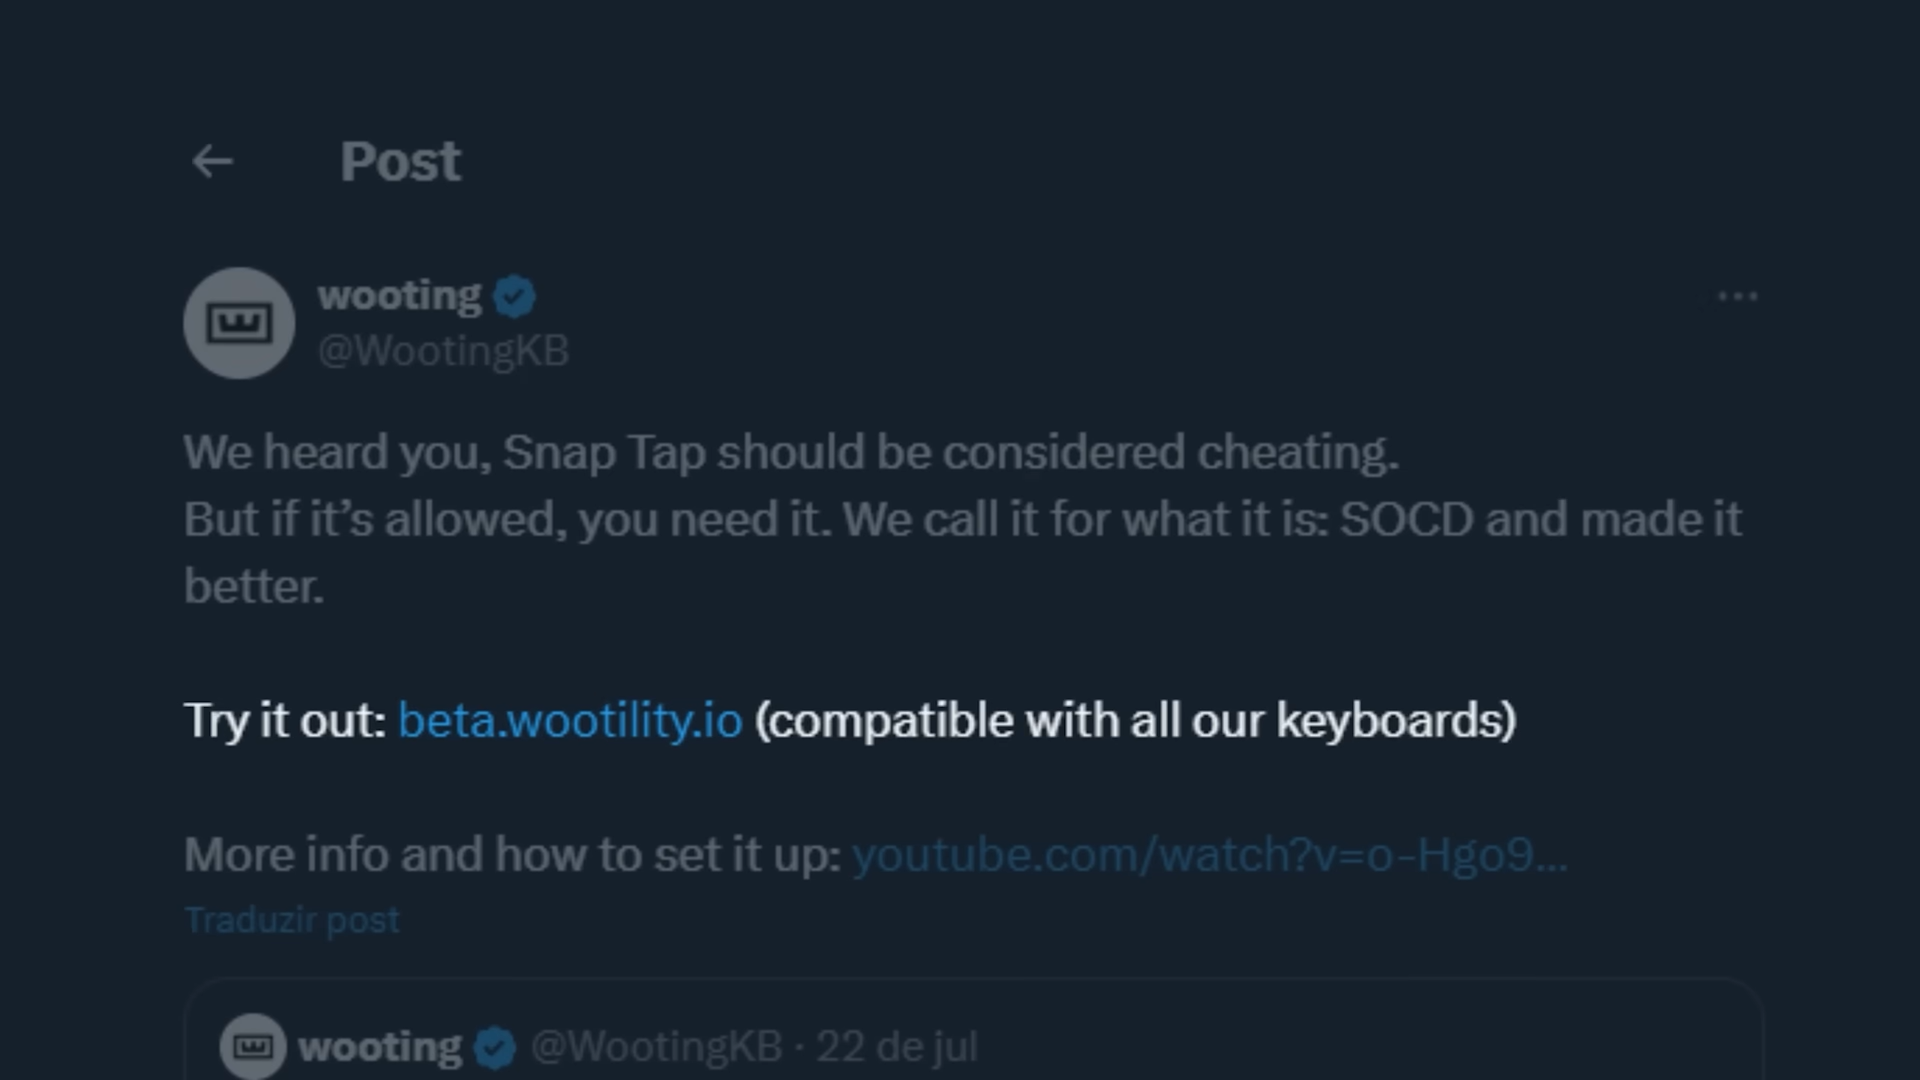 Post
wooting
@WootingKB
We heard you, Snap Tap should be considered cheating.
But if it’s allowed, you need it. We call it for what it is: SOCD and made it
better.
Try it out: beta.wootility.io (compatible with all our keyboards)
More info and how to set it up: youtube.com/watch?v=o-Hgo9...
Traduzir post
wooting @WootingKB · 22 de jul